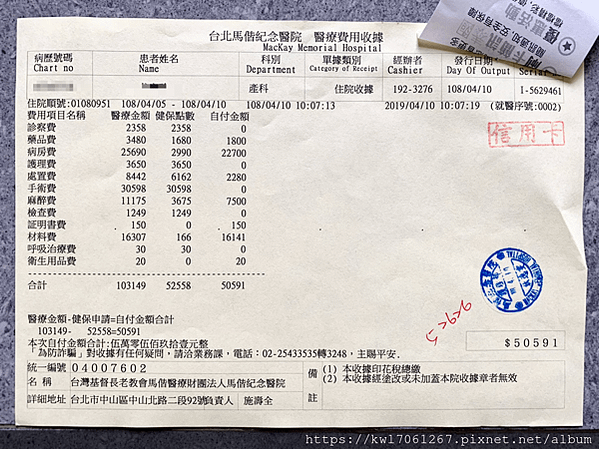 台北馬偕紀念醫院　醫療費用收據
MacKay Memorial Hospital
病歷號碼 患者姓名 科別 單據類別 經辦者 發行日期
Chart no Name Department Category of Receipt Cashier Day Of Output Serial
產科 住院收據 192-3276 108/04/10 1-5629461
住院順號:01080951 108/04/05 - 108/04/10 108/04/10 10:07:13 2019/04/10 10:07:19 (就醫序號:0002)
費用項目名稱 醫療金額 健保點數 自付金額
診察費 2358 2358 0
藥品費 3480 1680 1800
病房費 25690 2990 22700
護理費 3650 3650 0
處置費 8442 6162 2280
手術費 30598 30598 0
麻醉費 11175 3675 7500
檢查費 1249 1249 0
証明書費 150 0 150
材料費 16307 166 16141
呼吸治療費 30 30 0
衛生用品費 20 0 20
合計 103149 52558 50591
信用卡
醫療金額-健保申請=自付金額合計
103149- 52558=50591
$50591
本次自付金額合計:伍萬零伍佰玖拾壹元整
「為防詐騙」對收據有任何疑問，請洽業務課，電話：02-25433535轉3248，主賜平安.
統一編號 04007602
名 稱 台灣基督長老教會馬偕醫療財團法人馬偕紀念醫院
詳細地址 台北市中山區中山北路二段92號 負責人 施壽全
備註
(1) 本收據印花稅總繳
(2) 本收據經塗改或未加蓋本院收據章者無效
https://kwl7061267.pixnet.net/album